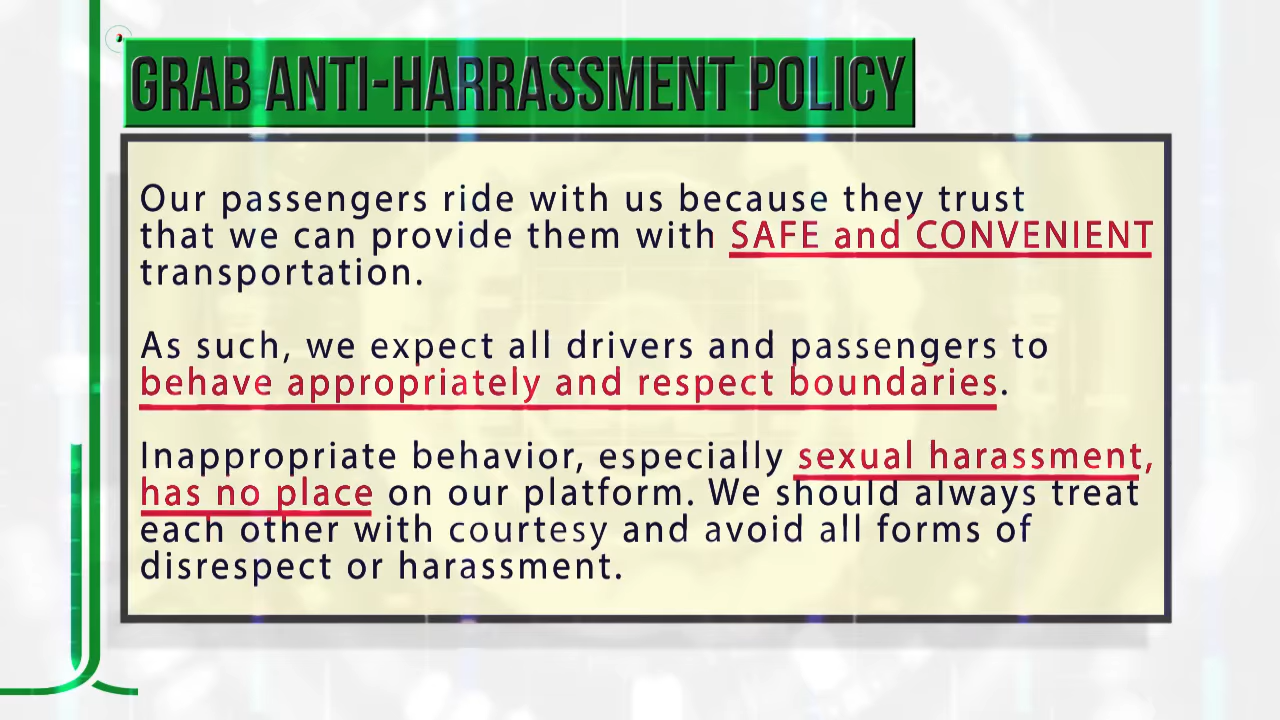 GRAB ANTI-HARRASSMENT POLICY
Our passengers ride with us because they trust
that we can provide them with SAFE and CONVENIENT
transportation.
As such, we expect all drivers and passengers to
behave appropriately and respect boundaries.
Inappropriate behavior, especially sexual harassment,
has no place on our platform. We should always treat
each other with courtesy and avoid all forms of
disrespect or harassment.